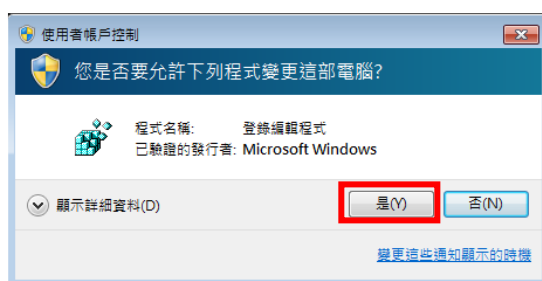 使用者帳戶控制
您是否要允許下列程式變更這部電腦?
程式名稱: 登錄編輯程式
已驗證的發行者: Microsoft Windows
顯示詳細資料(D) 是(Y) 否(N)
變更這些通知顯示的時機